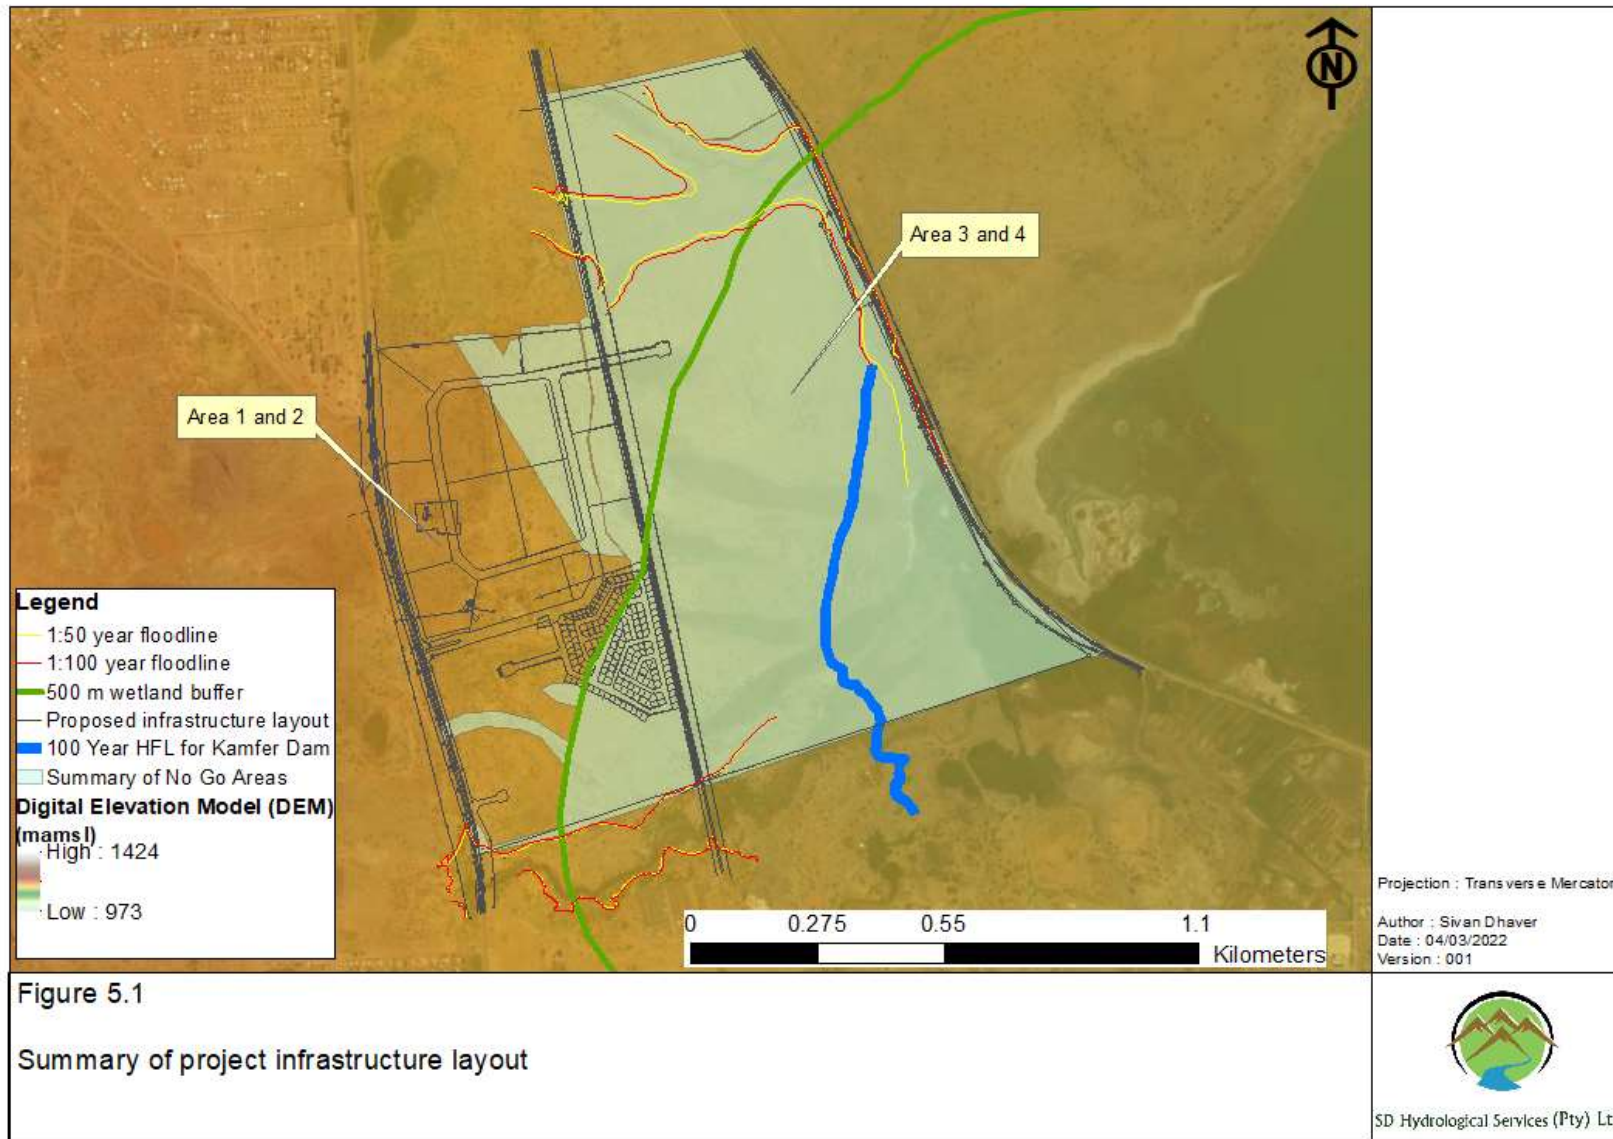 N
Area 3 and 4
Area 1 and 2
Legend
1:50 year floodline
1:100 year floodline
500 m wetland buffer
Proposed infrastructure layout
100 Year HFL for Kamfer Dam
Summary of No Go Areas
Digital Elevation Model (DEM)
(mamsl)
High : 1424
Low : 973
0 0.275 0.55 1.1
Kilometers
Projection : Transverse Mercator
Author : Sivan Dhaver
Date : 04/03/2022
Version : 001
Figure 5.1
Summary of project infrastructure layout
SD Hydrological Services (Pty) Lt